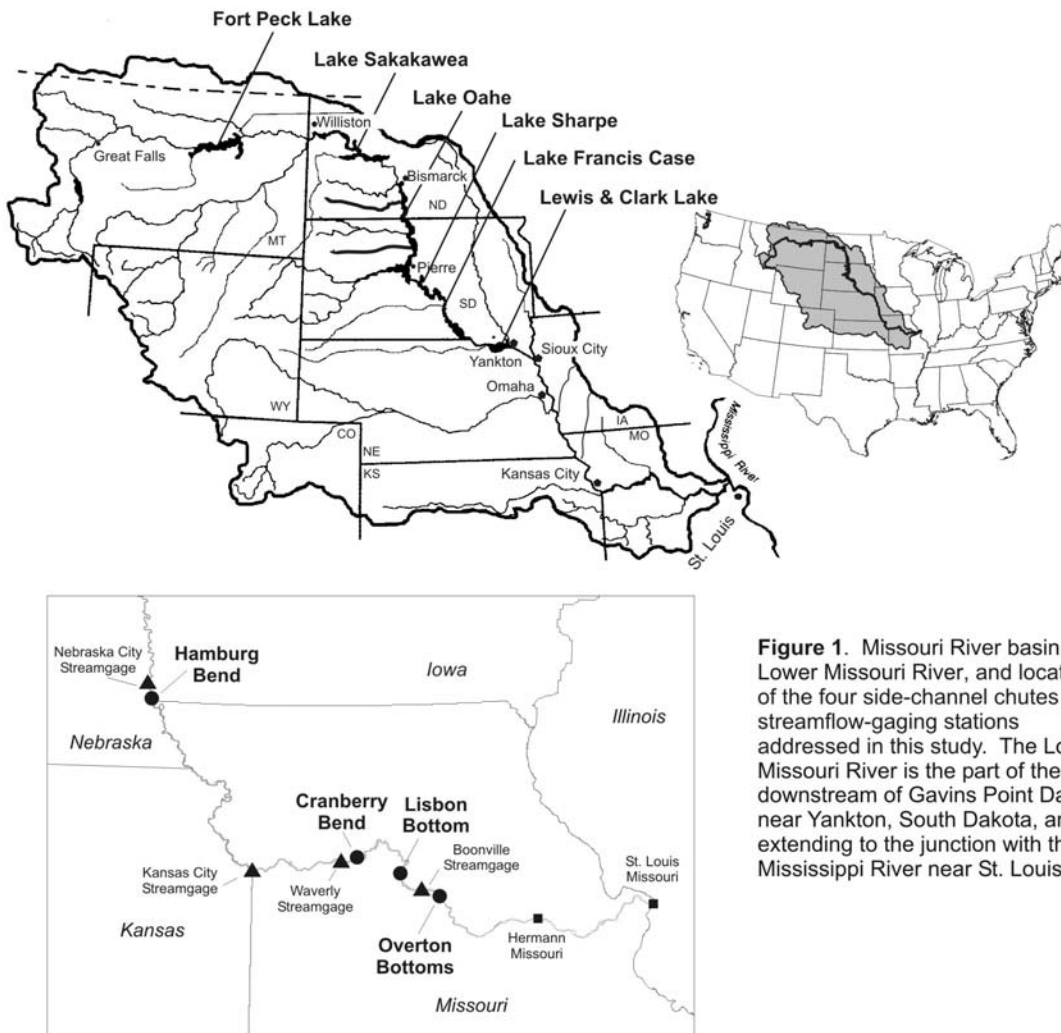 Fort Peck Lake
Lake Sakakawea
Lake Oahe
Lake Sharpe
Lake Francis Case
Lewis & Clark Lake
Williston
Great Falls
Bismarck
ND
MT
Pierre
SD
Yankton
Sioux City
Omaha
WY
IA
MO
CO
NE
KS
Kansas City
Mississippi River
St. Louis
Nebraska City
Streamgage
Hamburg
Bend
Iowa
Illinois
Nebraska
Cranberry
Bend
Lisbon
Bottom
Boonville
Streamgage
Kansas City
Streamgage
Waverly
Streamgage
St. Louis
Missouri
Kansas
Overton
Bottoms
Hermann
Missouri
Missouri
Figure 1. Missouri River basin
Lower Missouri River, and locat
of the four side-channel chutes
streamflow-gaging stations
addressed in this study. The Lo
Missouri River is the part of the
downstream of Gavins Point Da
near Yankton, South Dakota, a
extending to the junction with th
Mississippi River near St. Louis